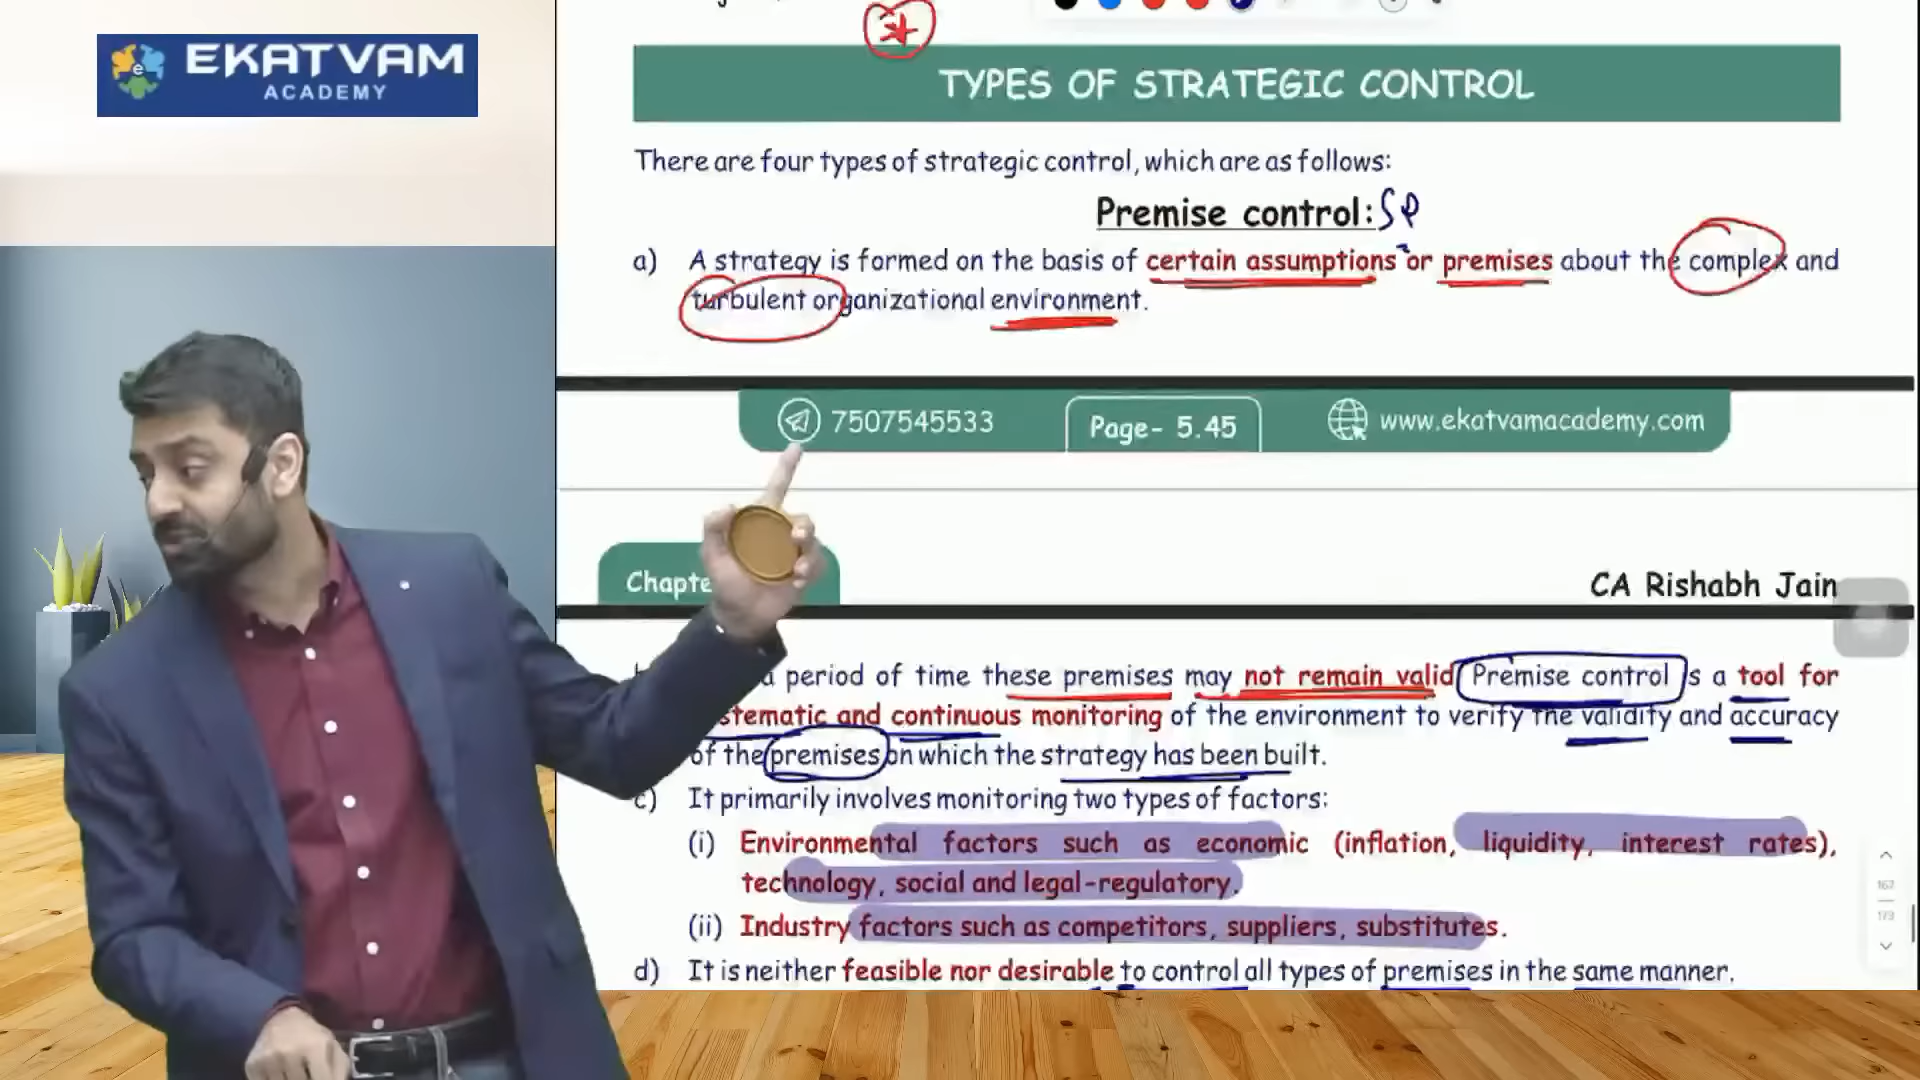 EKATVAM
ACADEMY
TYPES OF STRATEGIC CONTROL
There are four types of strategic control, which are as follows:
Premise control: SP
a) A strategy is formed on the basis of certain assumptions or premises about the complex and
turbulent organizational environment.
7507545533
Page- 5.45
www.ekatvamacademy.com
CA Rishabh Jain
period of time these premises may not remain valid Premise control is a tool for
and continuous monitoring of the environment to verify the validity and accuracy
of the premises on which the strategy has been built.
c) It primarily involves monitoring two types of factors:
(i) Environmental factors such as economic (inflation, liquidity, interest rates),
technology, social and legal-regulatory.
(ii) Industry factors such as competitors, suppliers, substitutes.
d) It is neither feasible nor desirable to control all types of premises in the same manner.
167
173